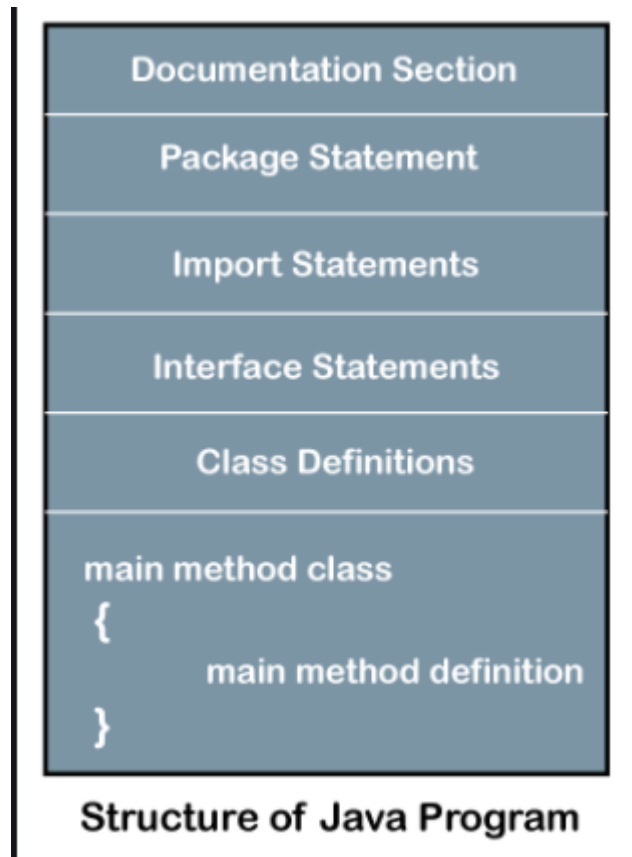 Documentation Section
Package Statement
Import Statements
Interface Statements
Class Definitions
main method class
{
main method definition
}
Structure of Java Program